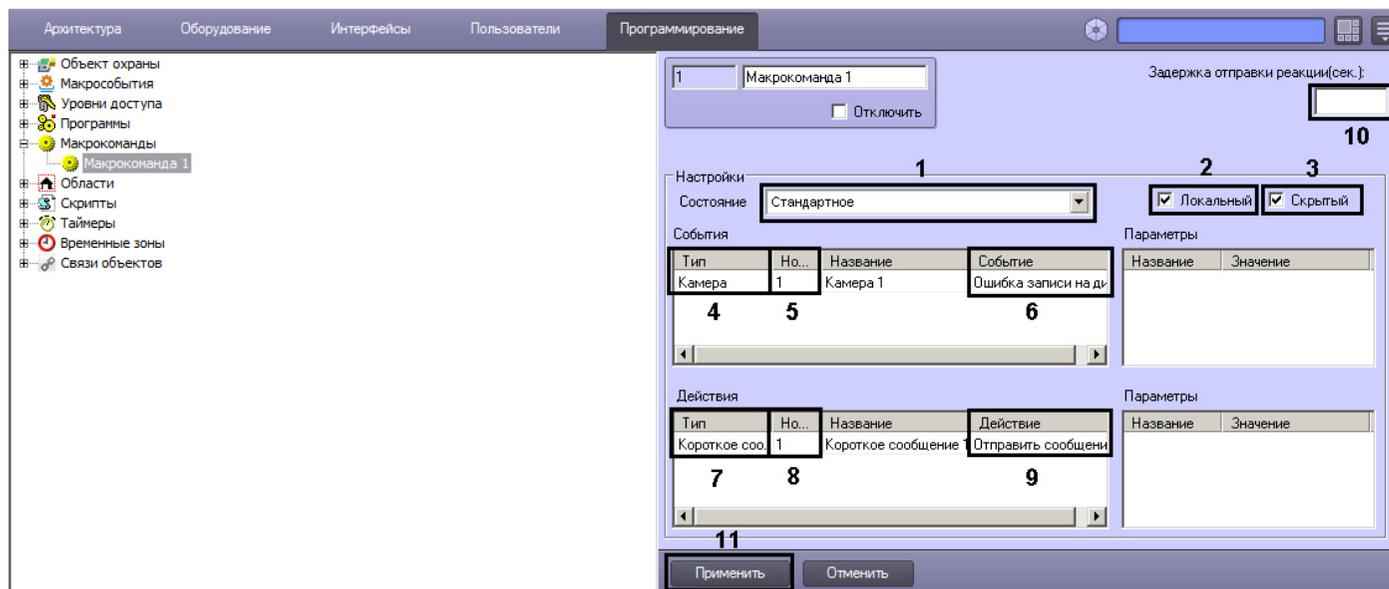 Архитектура Оборудование Интерфейсы Пользователи Программирование
Объект охраны
Макрособытия
Уровни доступа
Программы
Макрокоманды
Макрокоманда 1
Области
Скрипты
Таймеры
Временные зоны
Связи объектов
1 Макрокоманда 1
Отключить
Задержка отправки реакции(сек.):
10
Настройки
1 2 3
Состояние Стандартное Локальный Скрытый
События
Тип Но... Название Событие
Камера 1 Камера 1 Ошибка записи на ди
4 5 6
Параметры
Название Значение
Действия
Тип Но... Название Действие
Короткое соо. 1 Короткое сообщение 1 Отправить сообщени
7 8 9
Параметры
Название Значение
11
Применить Отменить